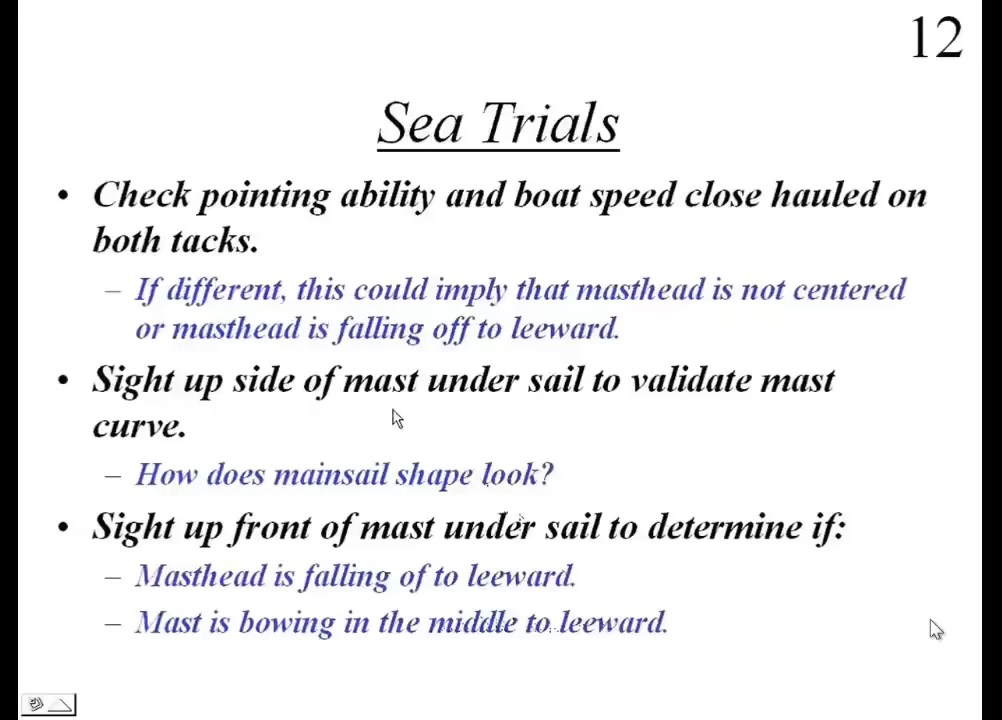 12
Sea Trials
• Check pointing ability and boat speed close hauled on
both tacks.
– If different, this could imply that masthead is not centered
or masthead is falling off to leeward.
• Sight up side of mast under sail to validate mast
curve.
– How does mainsail shape look?
• Sight up front of mast under sail to determine if:
– Masthead is falling of to leeward.
– Mast is bowing in the middle to leeward.